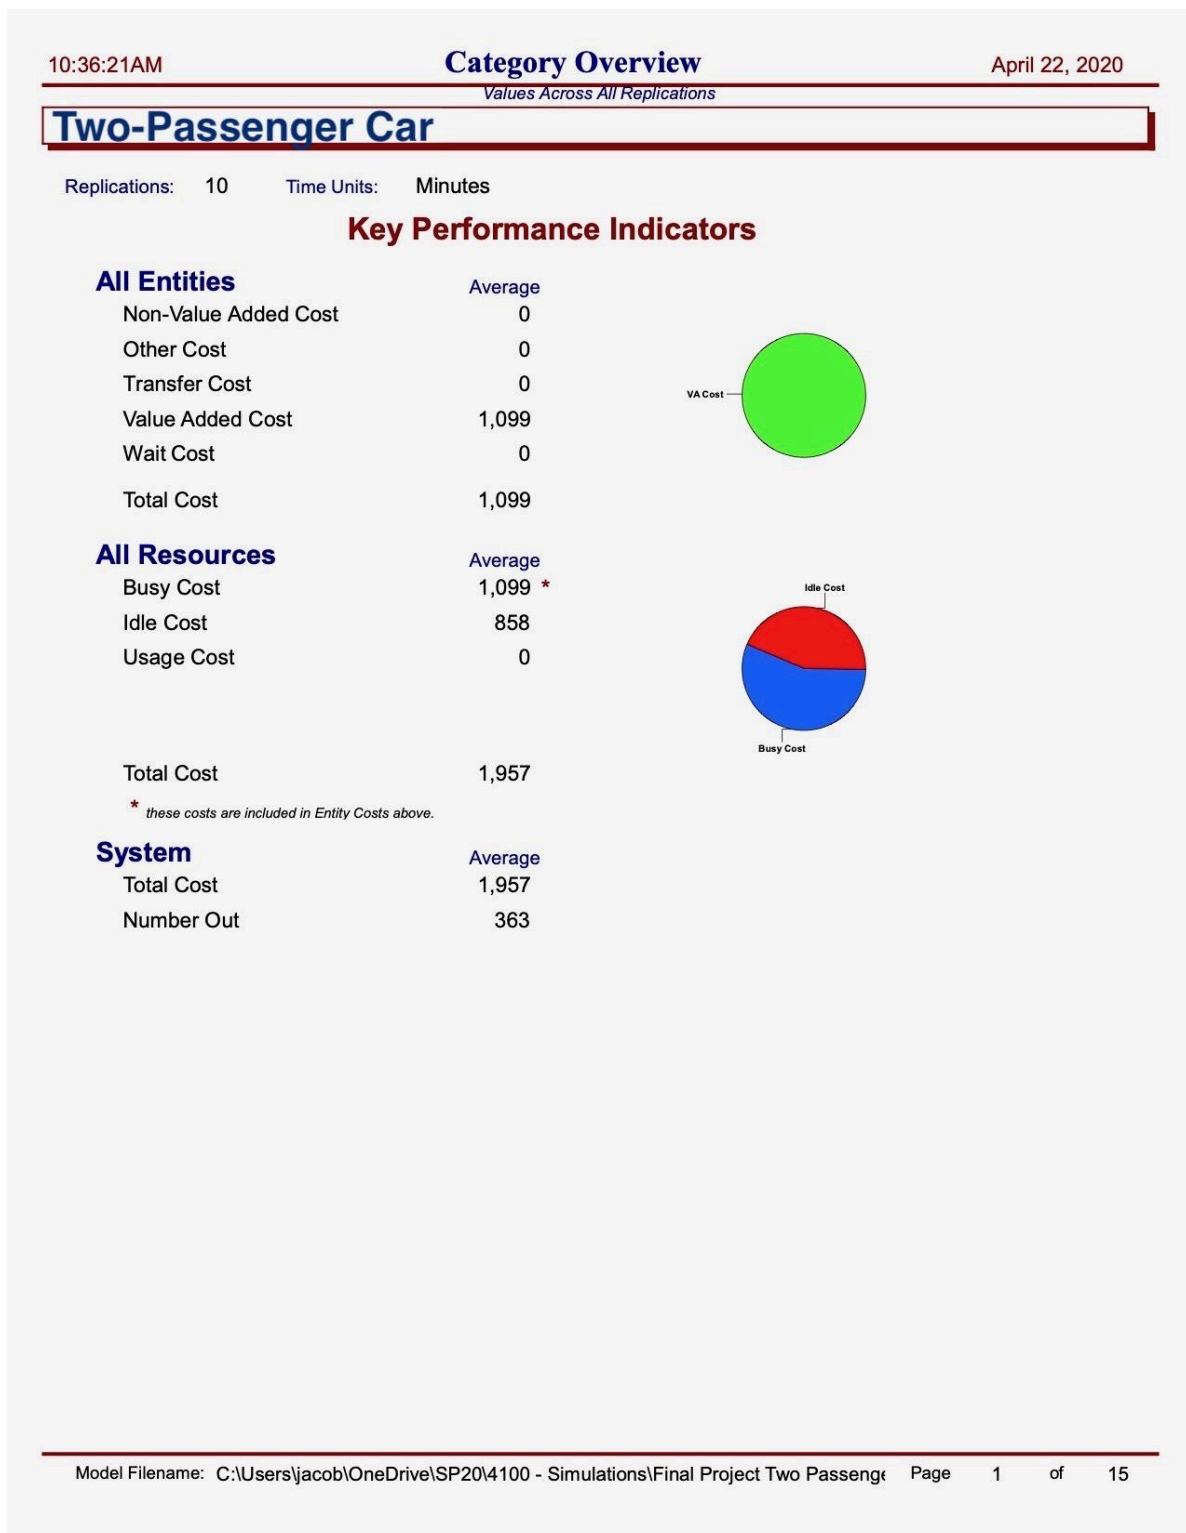 10:36:21AM Category Overview April 22, 2020
Values Across All Replications
Two-Passenger Car
Replications: 10 Time Units: Minutes
Key Performance Indicators
All Entities Average
Non-Value Added Cost 0
Other Cost 0
Transfer Cost 0
Value Added Cost 1,099
Wait Cost 0
Total Cost 1,099
VA Cost
All Resources Average
Busy Cost 1,099 *
Idle Cost 858
Usage Cost 0
Total Cost 1,957
* these costs are included in Entity Costs above.
Idle Cost
Busy Cost
System Average
Total Cost 1,957
Number Out 363
Model Filename: C:\Users\jacob\OneDrive\SP20\4100 - Simulations\Final Project Two Passenge Page 1 of 15